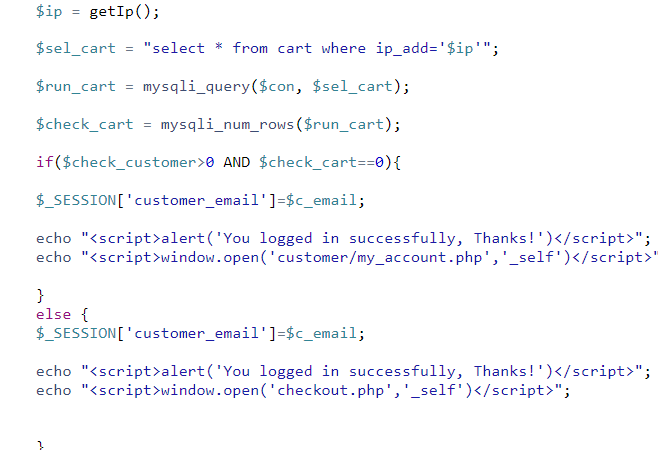 $ip = getIp();
$sel_cart = "select * from cart where ip_add='$ip'";
$run_cart = mysqli_query($con, $sel_cart);
$check_cart = mysqli_num_rows($run_cart);
if($check_customer>0 AND $check_cart==0){
$_SESSION['customer_email']=$c_email;
echo "<script>alert('You logged in successfully, Thanks!')</script>";
echo "<script>window.open('customer/my_account.php','_self')</script>"
}
else {
$_SESSION['customer_email']=$c_email;
echo "<script>alert('You logged in successfully, Thanks!')</script>";
echo "<script>window.open('checkout.php','_self')</script>";
}